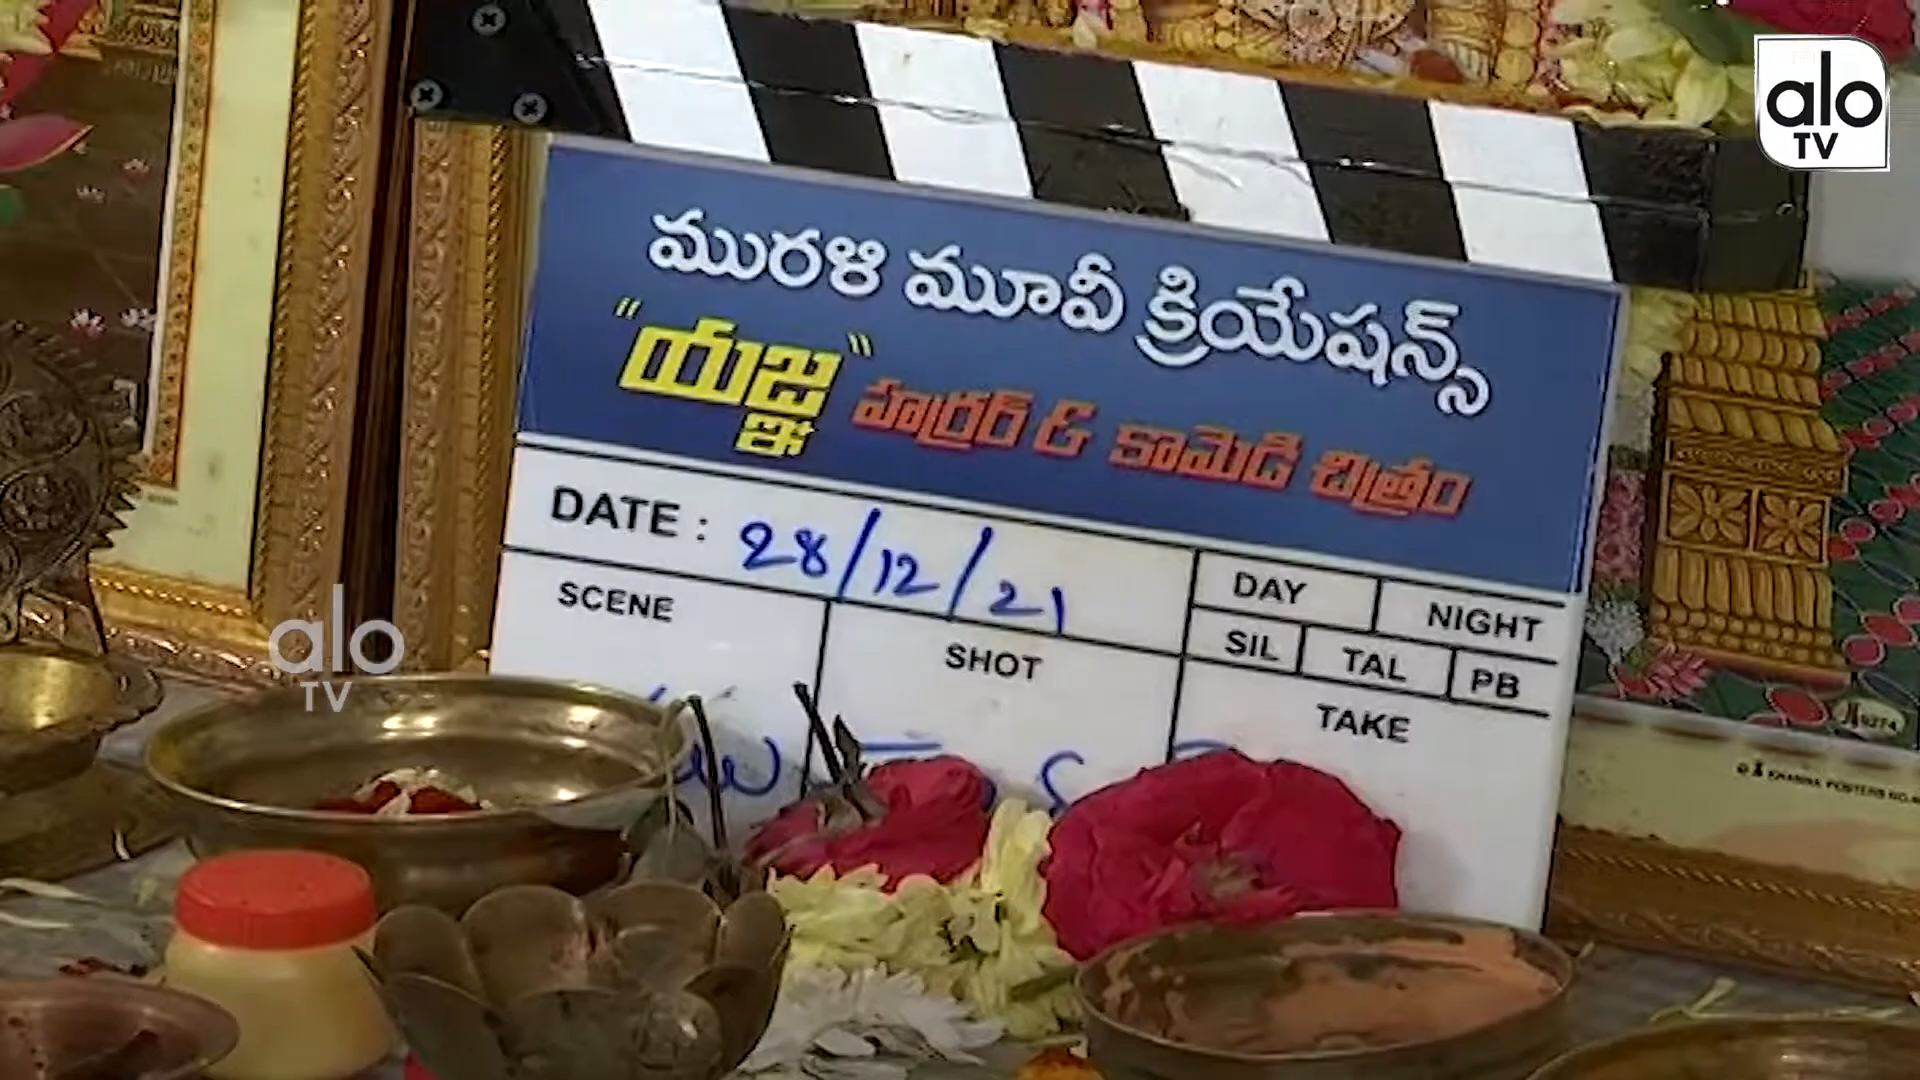 alo
TV
మురళి మూవీ క్రియేషన్స్
"యజ్ఞ" హర్రర్ & కామెడి చిత్రం
DATE : 28/12/21
DAY NIGHT
SIL TAL PB
SCENE SHOT TAKE
alo
TV